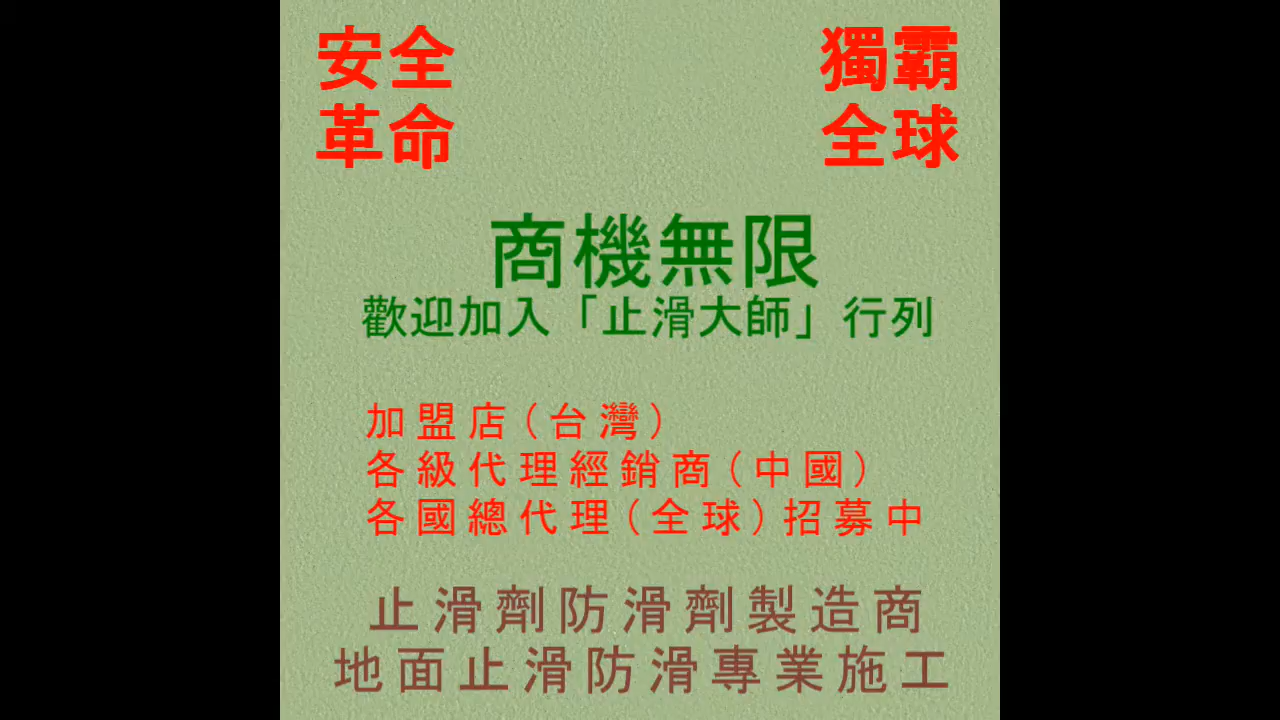 安全
革命
獨霸
全球
商機無限
歡迎加入「止滑大師」行列
加盟店(台灣)
各級代理經銷商(中國)
各國總代理(全球)招募中
止滑劑防滑劑製造商
地面止滑防滑專業施工